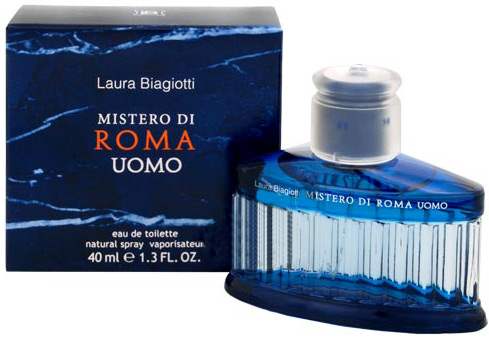 Laura Biagiotti
MISTERO DI
ROMA
UOMO
eau de toilette
natural spray vaporisateur
40 ml e 1.3 FL. OZ.
Laura Biagiotti MISTERO DI ROMA UOMO